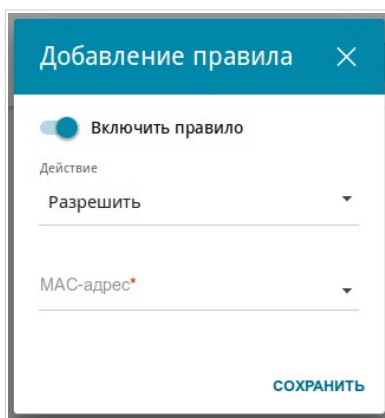 Добавление правила
Включить правило
Действие
Разрешить
MAC-адрес*
СОХРАНИТЬ